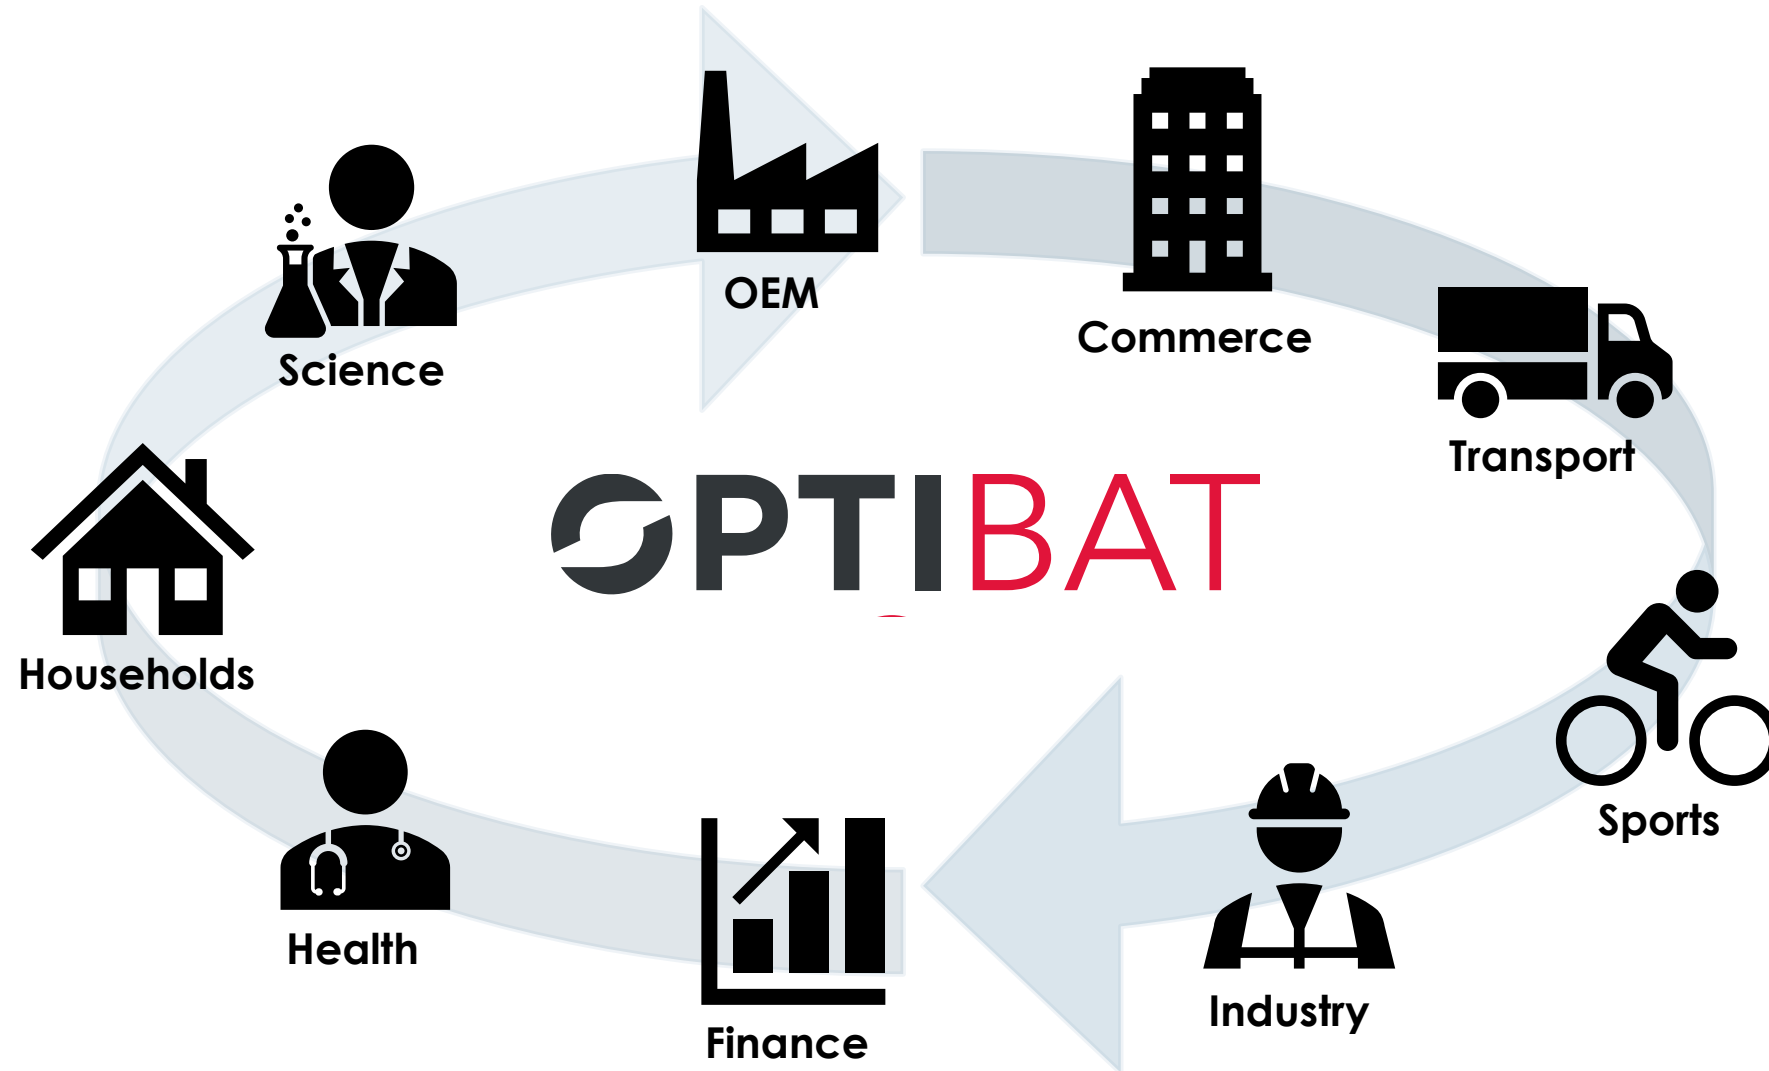 OEM
Commerce
Science
Transport
OPTIBAT
Households
Sports
Health
Industry
Finance